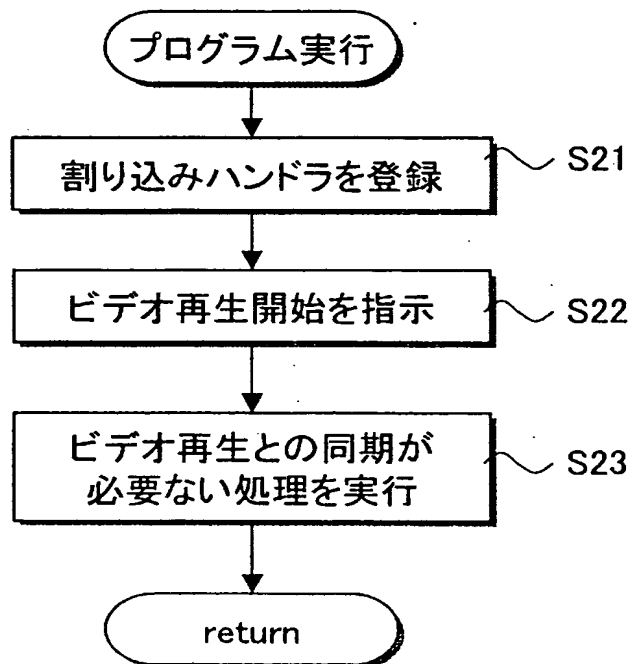 プログラム実行
割り込みハンドラを登録
S21
ビデオ再生開始を指示
S22
ビデオ再生との同期が
必要ない処理を実行
S23
return